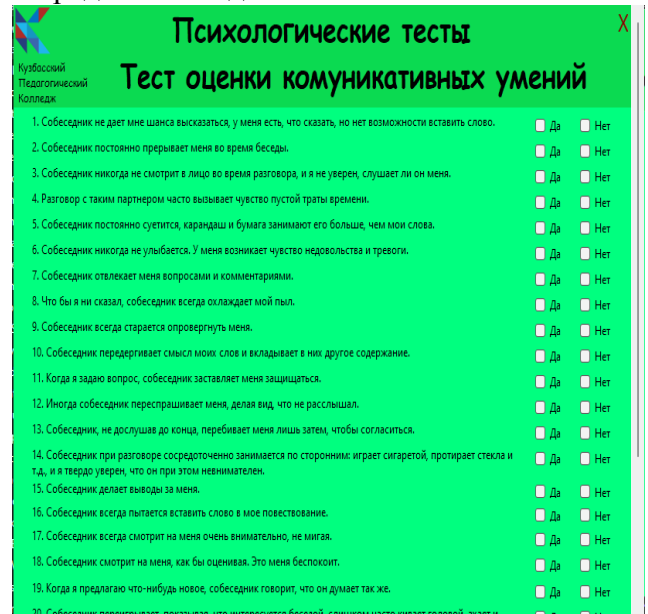 Психологические тесты
X
Кузбасский
Педагогический
Колледж
Тест оценки комуникативных умений
1. Собеседник не дает мне шанса высказаться, у меня есть, что сказать, но нет возможности вставить слово. Да Нет
2. Собеседник постоянно прерывает меня во время беседы. Да Нет
3. Собеседник никогда не смотрит в лицо во время разговора, и я не уверен, слушает ли он меня. Да Нет
4. Разговор с таким партнером часто вызывает чувство пустой траты времени. Да Нет
5. Собеседник постоянно суетится, карандаш и бумага занимают его больше, чем мои слова. Да Нет
6. Собеседник никогда не улыбается. У меня возникает чувство недовольства и тревоги. Да Нет
7. Собеседник отвлекает меня вопросами и комментариями. Да Нет
8. Что бы я ни сказал, собеседник всегда охлаждает мой пыл. Да Нет
9. Собеседник всегда старается опровергнуть меня. Да Нет
10. Собеседник передергивает смысл моих слов и вкладывает в них другое содержание. Да Нет
11. Когда я задаю вопрос, собеседник заставляет меня защищаться. Да Нет
12. Иногда собеседник переспрашивает меня, делая вид, что не расслышал. Да Нет
13. Собеседник, не дослушав до конца, перебивает меня лишь затем, чтобы согласиться. Да Нет
14. Собеседник при разговоре сосредоточенно занимается по сторонним: играет сигаретой, протирает стекла и Да Нет
т.д., и я твердо уверен, что он при этом невнимателен.
15. Собеседник делает выводы за меня. Да Нет
16. Собеседник всегда пытается вставить слово в мое повествование. Да Нет
17. Собеседник всегда смотрит на меня очень внимательно, не мигая. Да Нет
18. Собеседник смотрит на меня, как бы оценивая. Это меня беспокоит. Да Нет
19. Когда я предлагаю что-нибудь новое, собеседник говорит, что он думает так же. Да Нет
20. Собеседник переигрывает, показывая, что интересуется беседой, слишком часто кивает головой, ахает и